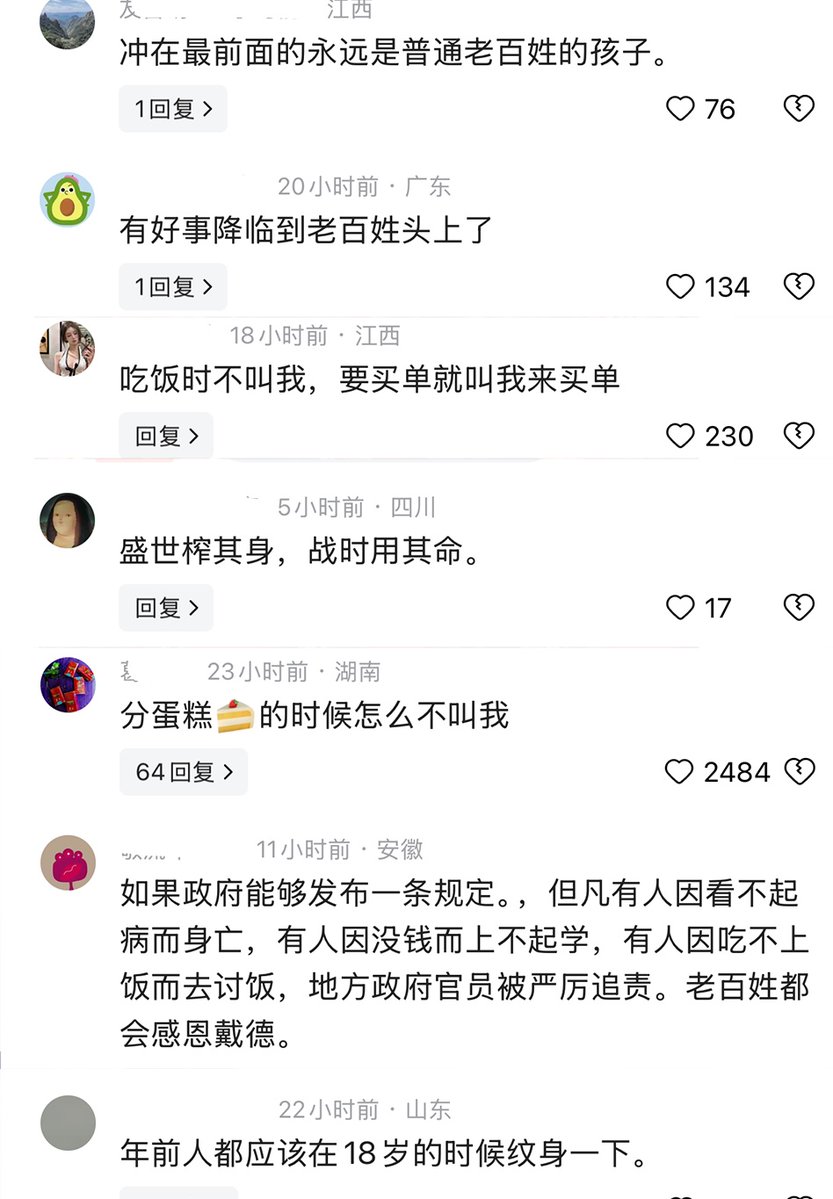 江西
冲在最前面的永远是普通老百姓的孩子。
1回复
76
20小时前 · 广东
有好事降临到老百姓头上了
1回复
134
18小时前 · 江西
吃饭时不叫我，要买单就叫我来买单
回复
230
5小时前 · 四川
盛世榨其身，战时用其命。
回复
17
23小时前 · 湖南
分蛋糕🍰的时候怎么不叫我
64回复
2484
11小时前 · 安徽
如果政府能够发布一条规定。，但凡有人因看不起
病而身亡，有人因没钱而上不起学，有人因吃不上
饭而去讨饭，地方政府官员被严厉追责。老百姓都
会感恩戴德。
22小时前 · 山东
年前人都应该在18岁的时候纹身一下。